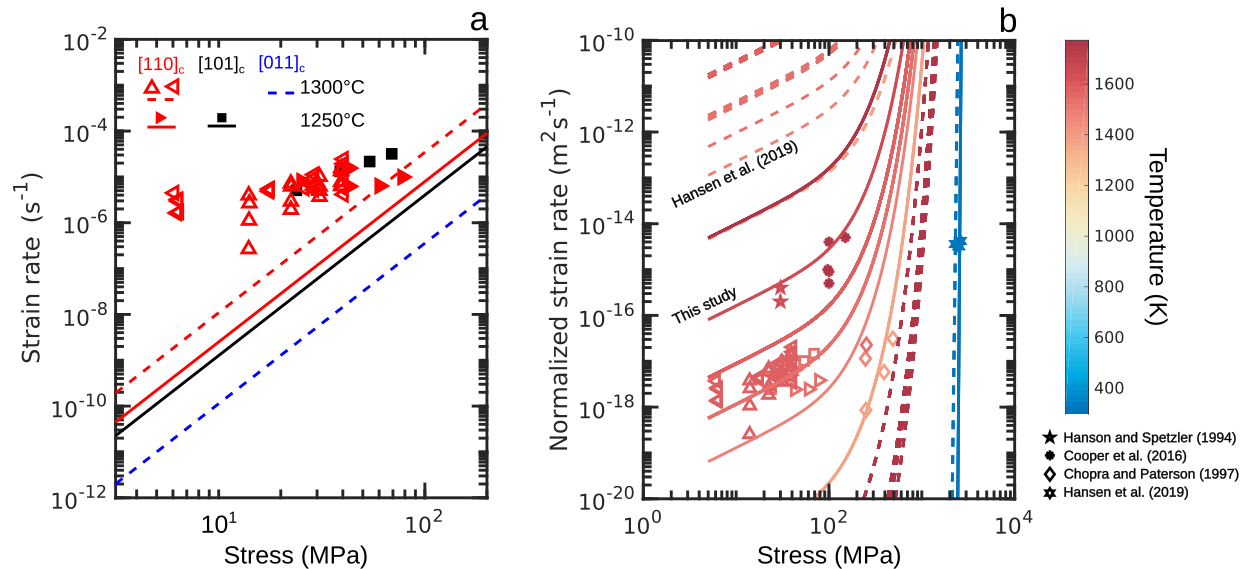 a
10^-2
10^-4
10^-6
10^-8
10^-10
10^-12
Strain rate (s^-1)
[110]c [101]c [011]c
1300°C
1250°C
10^1 10^2
Stress (MPa)
b
10^-10
10^-12
10^-14
10^-16
10^-18
10^-20
Normalized strain rate (m^2 s^-1)
Hansen et al. (2019)
This study
10^0 10^2 10^4
Stress (MPa)
1600
1400
1200
1000
800
600
400
Temperature (K)
Hanson and Spetzler (1994)
Cooper et al. (2016)
Chopra and Paterson (1997)
Hansen et al. (2019)